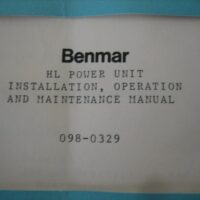 Benmar
HL POWER UNIT
INSTALLATION, OPERATION
AND MAINTENANCE MANUAL
098-0329